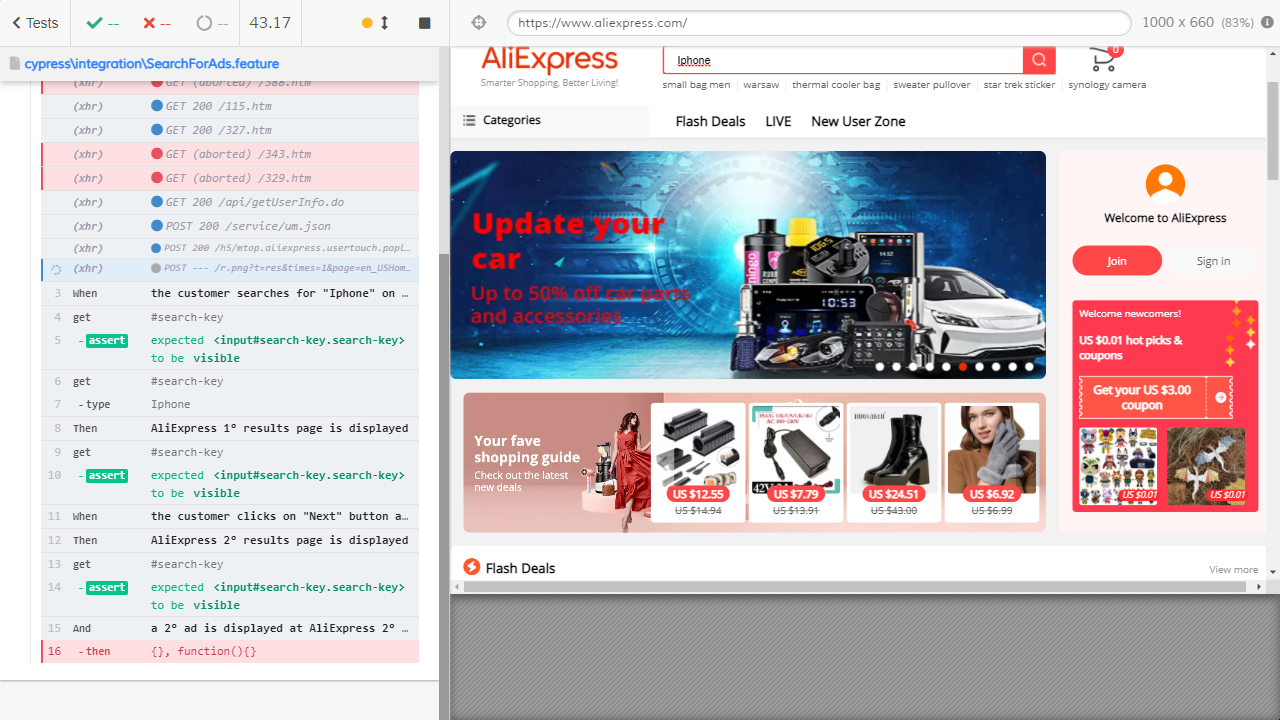 Tests
--
--
--
43.17
https://www.aliexpress.com/
1000 x 660 (83%)
cypress\integration\SearchForAds.feature
(xhr) GET (aborted) /388.htm
(xhr) GET 200 /115.htm
(xhr) GET 200 /327.htm
(xhr) GET (aborted) /343.htm
(xhr) GET (aborted) /329.htm
(xhr) GET 200 /api/getUserInfo.do
(xhr) POST 200 /service/um.json
(xhr) /h5/mtop.aliexpress.usertouch.popl…
(xhr) POST --- /r.png?t=res&times=1&page=en_USHom…
When the customer searches for "Iphone" on …
4 get #search-key
5 -assert expected <input#search-key.search-key>
to be visible
6 get #search-key
7 -type Iphone
Then AliExpress 1º results page is displayed
9 get #search-key
10 -assert expected <input#search-key.search-key>
to be visible
11 When the customer clicks on "Next" button a…
12 Then AliExpress 2º results page is displayed
13 get #search-key
14 -assert expected <input#search-key.search-key>
to be visible
15 And a 2º ad is displayed at AliExpress 2º …
16 -then {}, function(){}
AliExpress
Smarter Shopping, Better Living!
Iphone
0
small bag men warsaw thermal cooler bag sweater pullover star trek sticker synology camera
Categories
Flash Deals LIVE New User Zone
Update your
car
Up to 50% off car parts
and accessories
10:53
Welcome to AliExpress
Join Sign in
Welcome newcomers!
US $0.01 hot picks &
coupons
Get your US $3.00
coupon
US $0.01
US $0.01
Your fave
shopping guide
Check out the latest
new deals
US $12.55
US $14.94
US $7.79
US $13.91
US $24.51
US $43.00
US $6.92
US $6.99
Flash Deals
View more